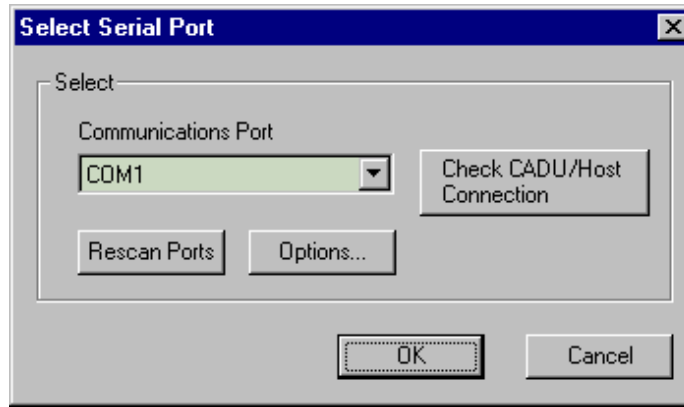 Select Serial Port
Select
Communications Port
COM1
Check CADU/Host
Connection
Rescan Ports
Options...
OK
Cancel